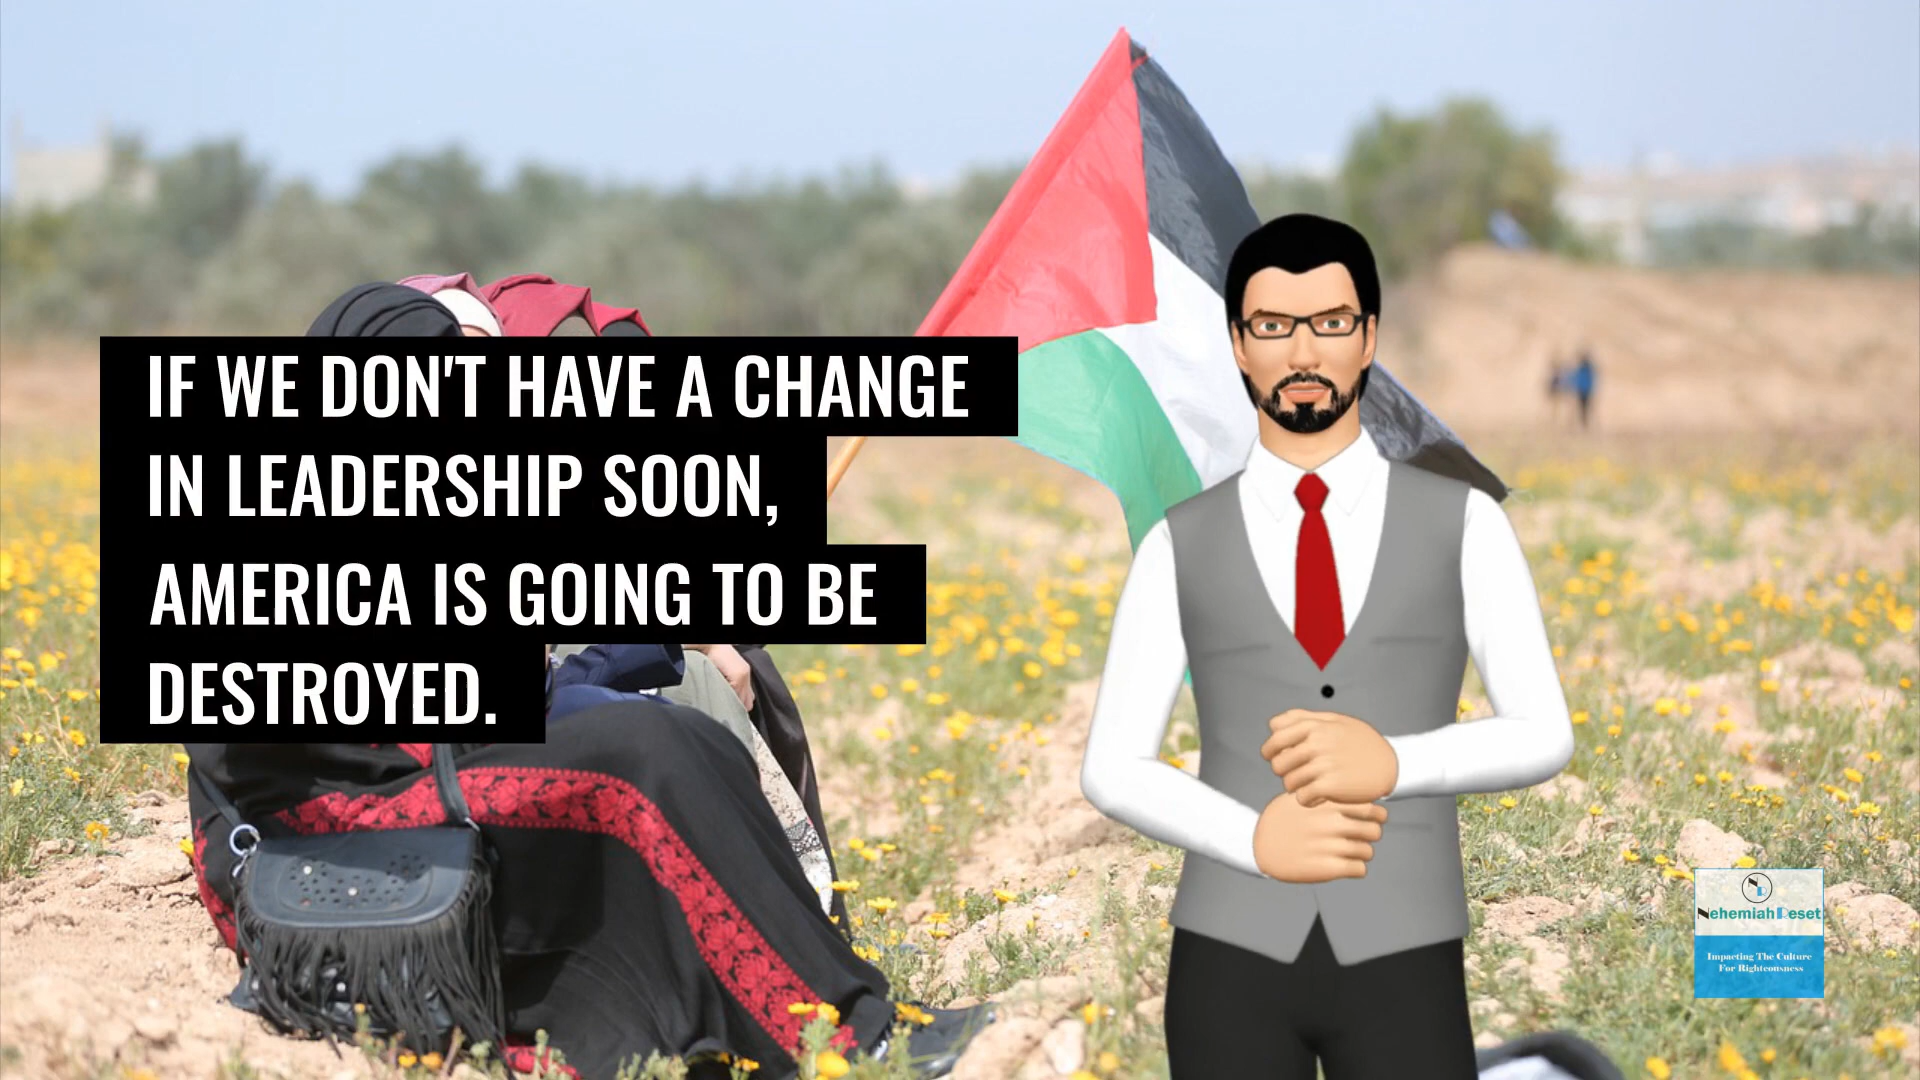 IF WE DON'T HAVE A CHANGE
IN LEADERSHIP SOON,
AMERICA IS GOING TO BE
DESTROYED.
NR
NehemiahReset
Impacting The Culture
For Righteousness